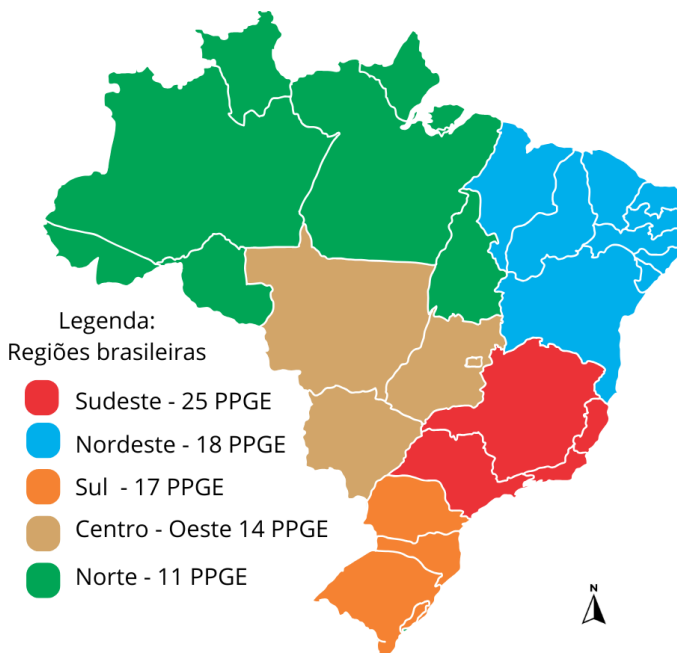 Legenda:
Regiões brasileiras
Sudeste - 25 PPGE
Nordeste - 18 PPGE
Sul - 17 PPGE
Centro - Oeste 14 PPGE
Norte - 11 PPGE
N